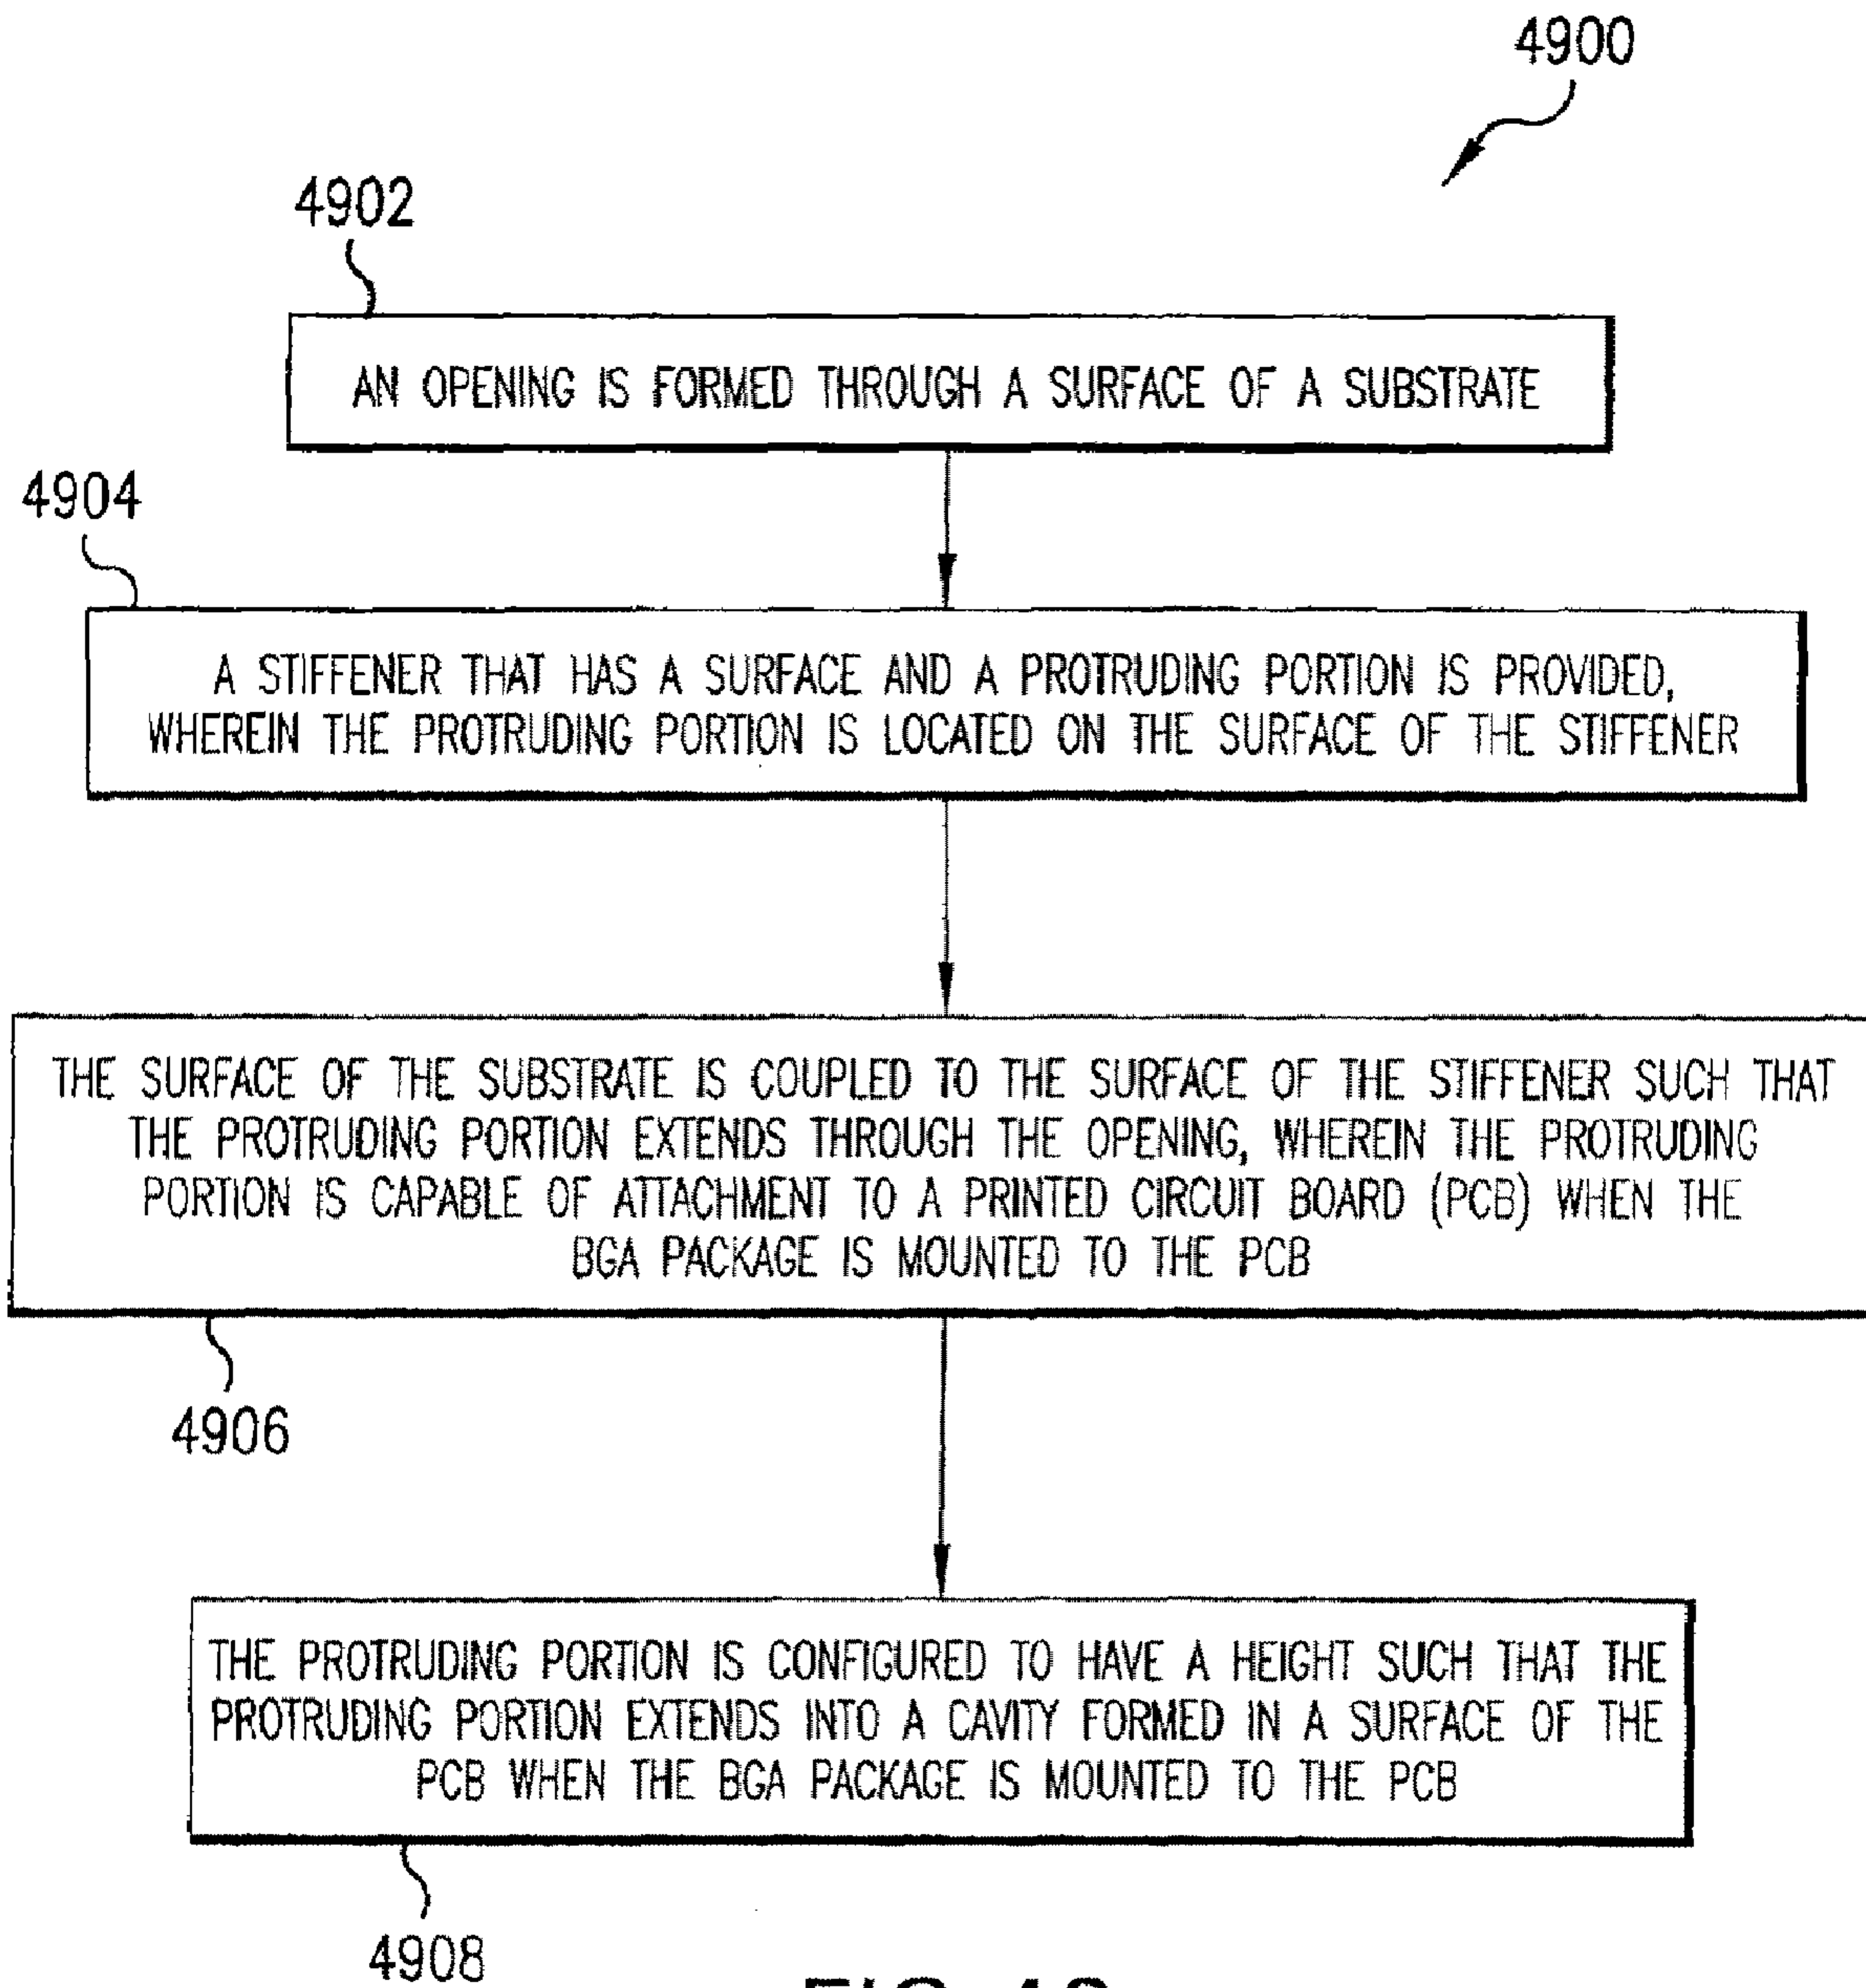 4900
4902
AN OPENING IS FORMED THROUGH A SURFACE OF A SUBSTRATE
4904
A STIFFENER THAT HAS A SURFACE AND A PROTRUDING PORTION IS PROVIDED,
WHEREIN THE PROTRUDING PORTION IS LOCATED ON THE SURFACE OF THE STIFFENER
THE SURFACE OF THE SUBSTRATE IS COUPLED TO THE SURFACE OF THE STIFFENER SUCH THAT
THE PROTRUDING PORTION EXTENDS THROUGH THE OPENING, WHEREIN THE PROTRUDING
PORTION IS CAPABLE OF ATTACHMENT TO A PRINTED CIRCUIT BOARD (PCB) WHEN THE
BGA PACKAGE IS MOUNTED TO THE PCB
4906
THE PROTRUDING PORTION IS CONFIGURED TO HAVE A HEIGHT SUCH THAT THE
PROTRUDING PORTION EXTENDS INTO A CAVITY FORMED IN A SURFACE OF THE
PCB WHEN THE BGA PACKAGE IS MOUNTED TO THE PCB
4908